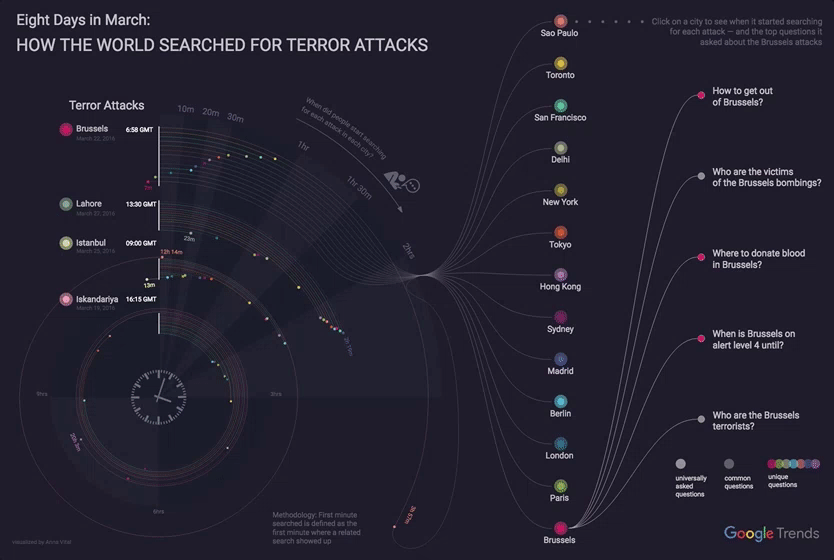 Eight Days in March:
HOW THE WORLD SEARCHED FOR TERROR ATTACKS
Click on a city to see when it started searching
for each attack — and the top questions it
asked about the Brussels attacks
Terror Attacks
10m
20m
30m
1hr
1hr 30m
2hrs
When did people start searching
for each attack in each city?
Brussels
6:58 GMT
March 22, 2016
Lahore
13:30 GMT
March 27, 2016
23m
Istanbul
09:00 GMT
12h 14m
13m
Iskandariya
16:15 GMT
3hrs
6hrs
9hrs
Sao Paulo
Toronto
San Francisco
Delhi
New York
Tokyo
Hong Kong
Sydney
Madrid
Berlin
London
Paris
Brussels
How to get out
of Brussels?
Who are the victims
of the Brussels bombings?
Where to donate blood
in Brussels?
When is Brussels on
alert level 4 until?
Who are the Brussels
terrorists?
universally
asked
questions
common
questions
unique
questions
Methodology: First minute
searched is defined as the
first minute where a related
search showed up
Visualized by Anna Vital
Google Trends